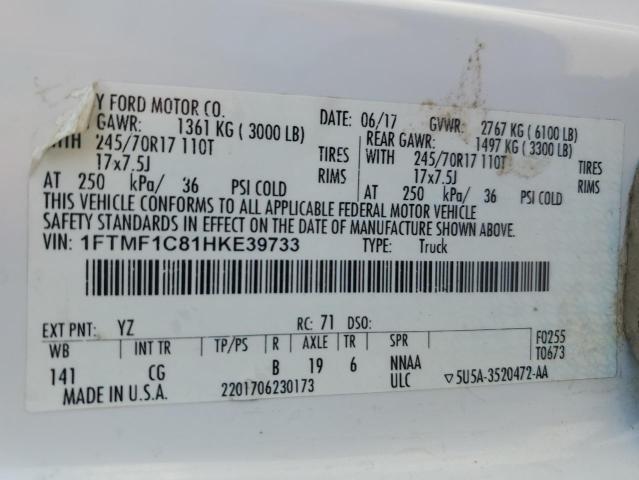 Y FORD MOTOR CO. DATE: 06/17 GVWR: 2767 KG (6100 LB)
GAWR: 1361 KG (3000 LB) REAR GAWR: 1497 KG (3300 LB)
WITH 245/70R17 110T TIRES WITH 245/70R17 110T TIRES
17x7.5J RIMS 17x7.5J RIMS
AT 250 kPa/ 36 PSI COLD AT 250 kPa/ 36 PSI COLD
THIS VEHICLE CONFORMS TO ALL APPLICABLE FEDERAL MOTOR VEHICLE
SAFETY STANDARDS IN EFFECT ON THE DATE OF MANUFACTURE SHOWN ABOVE.
VIN: 1FTMF1C81HKE39733 TYPE: Truck
EXT PNT: YZ RC: 71 DSO: F0255
WB INT TR TP/PS R AXLE TR SPR T0673
141 CG B 19 6 NNAA
ULC
MADE IN U.S.A. 2201706230173 ▽5U5A-3520472-AA